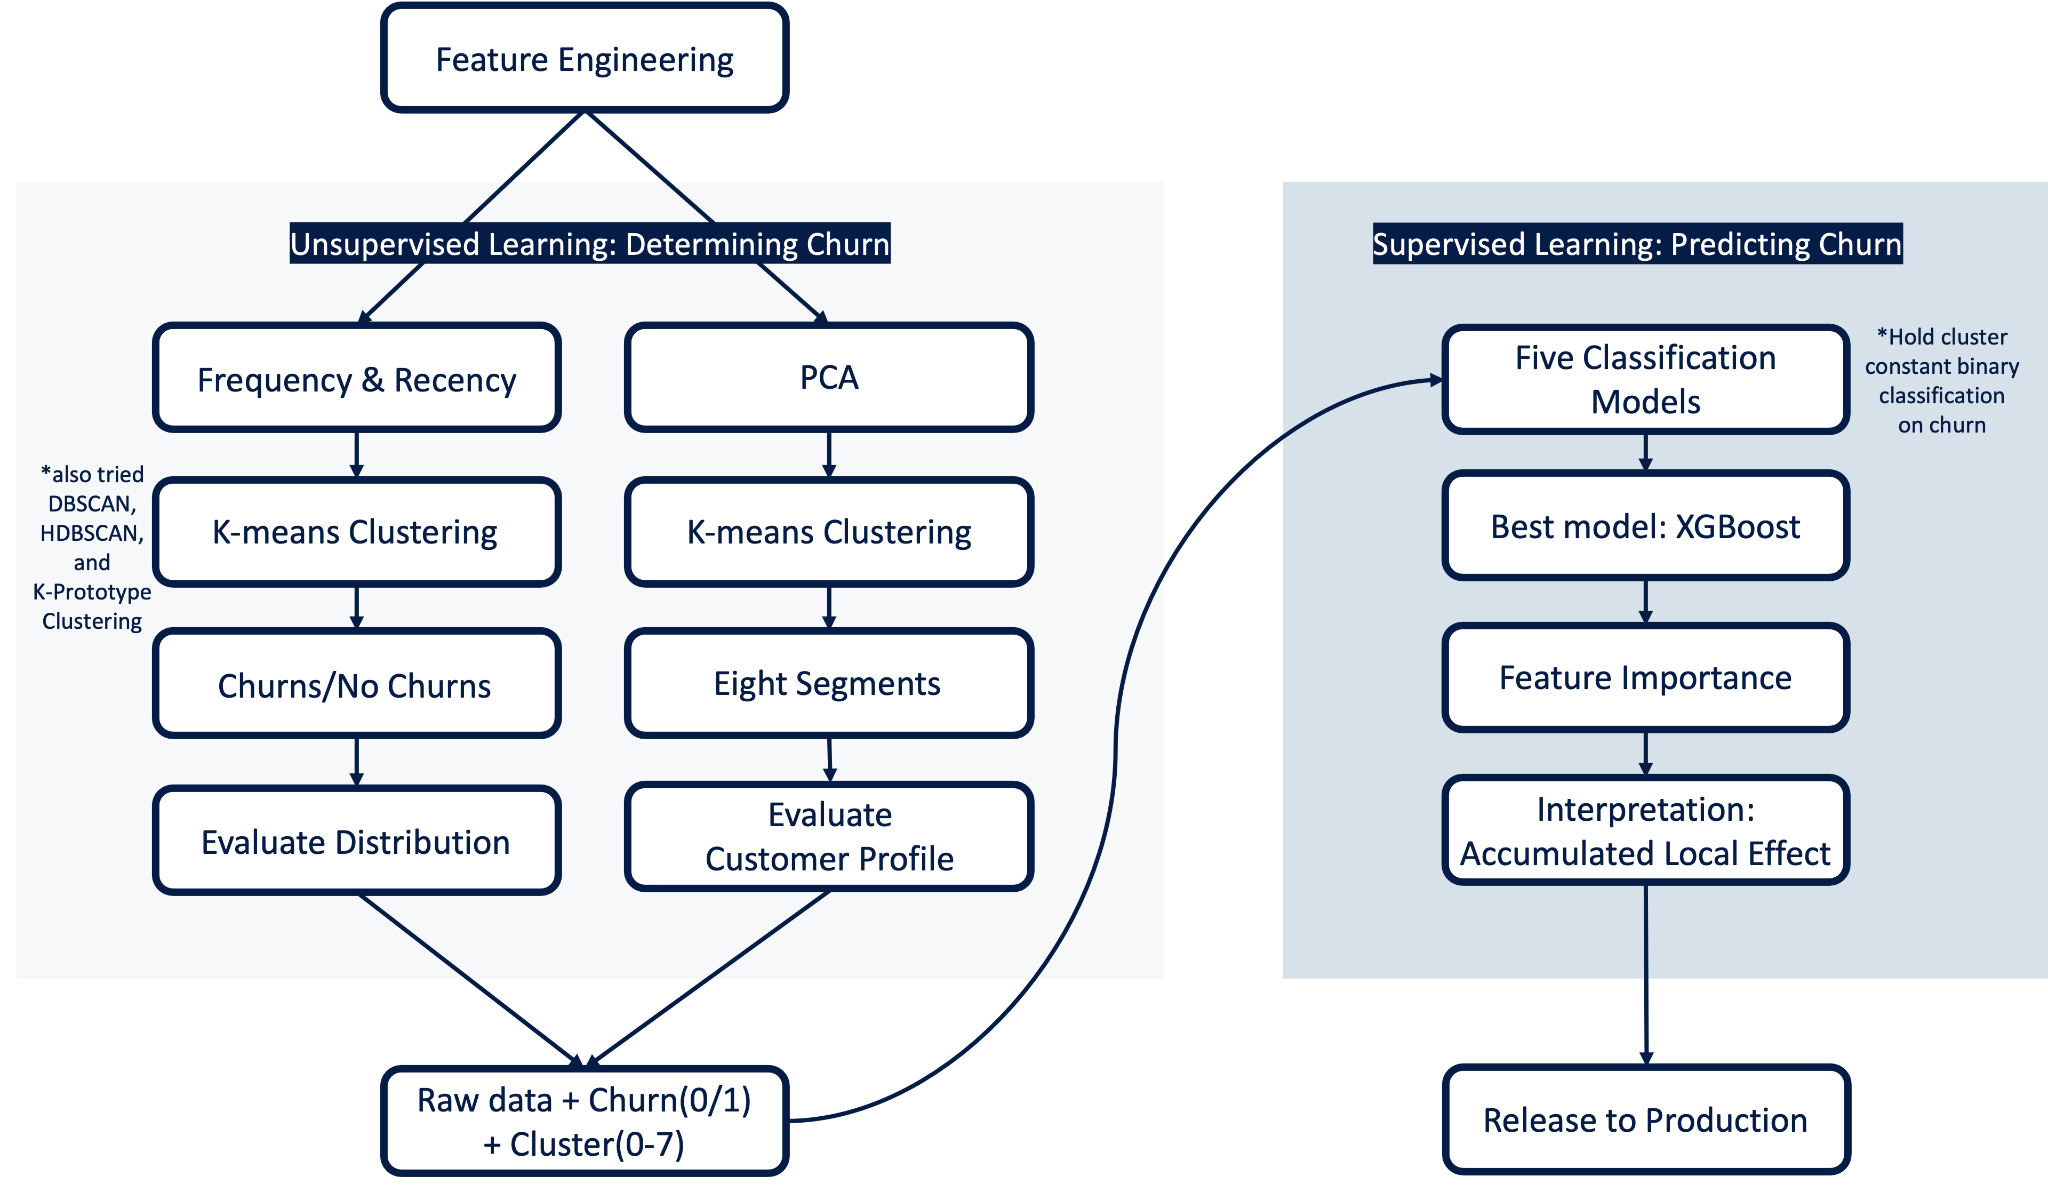 Feature Engineering
Unsupervised Learning: Determining Churn
Frequency & Recency
PCA
*also tried
DBSCAN,
HDBSCAN,
and
K-Prototype
Clustering
K-means Clustering
K-means Clustering
Churns/No Churns
Eight Segments
Evaluate Distribution
Evaluate
Customer Profile
Raw data + Churn(0/1)
+ Cluster(0-7)
Supervised Learning: Predicting Churn
Five Classification
Models
*Hold cluster
constant binary
classification
on churn
Best model: XGBoost
Feature Importance
Interpretation:
Accumulated Local Effect
Release to Production